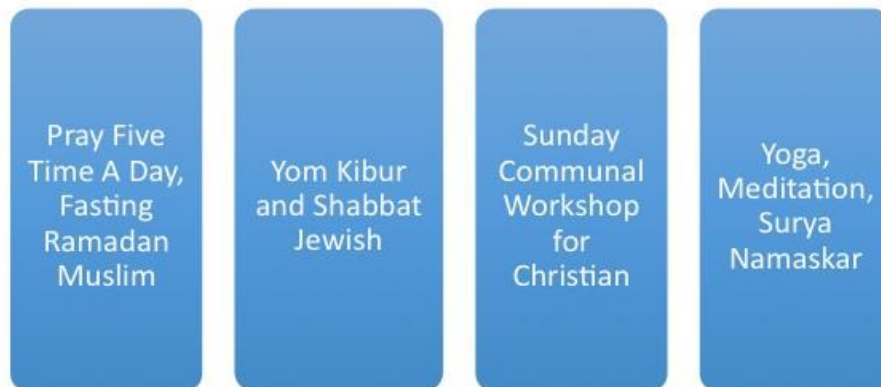 Pray Five
Time A Day,
Fasting
Ramadan
Muslim
Yom Kibur
and Shabbat
Jewish
Sunday
Communal
Workshop
for
Christian
Yoga,
Meditation,
Surya
Namaskar